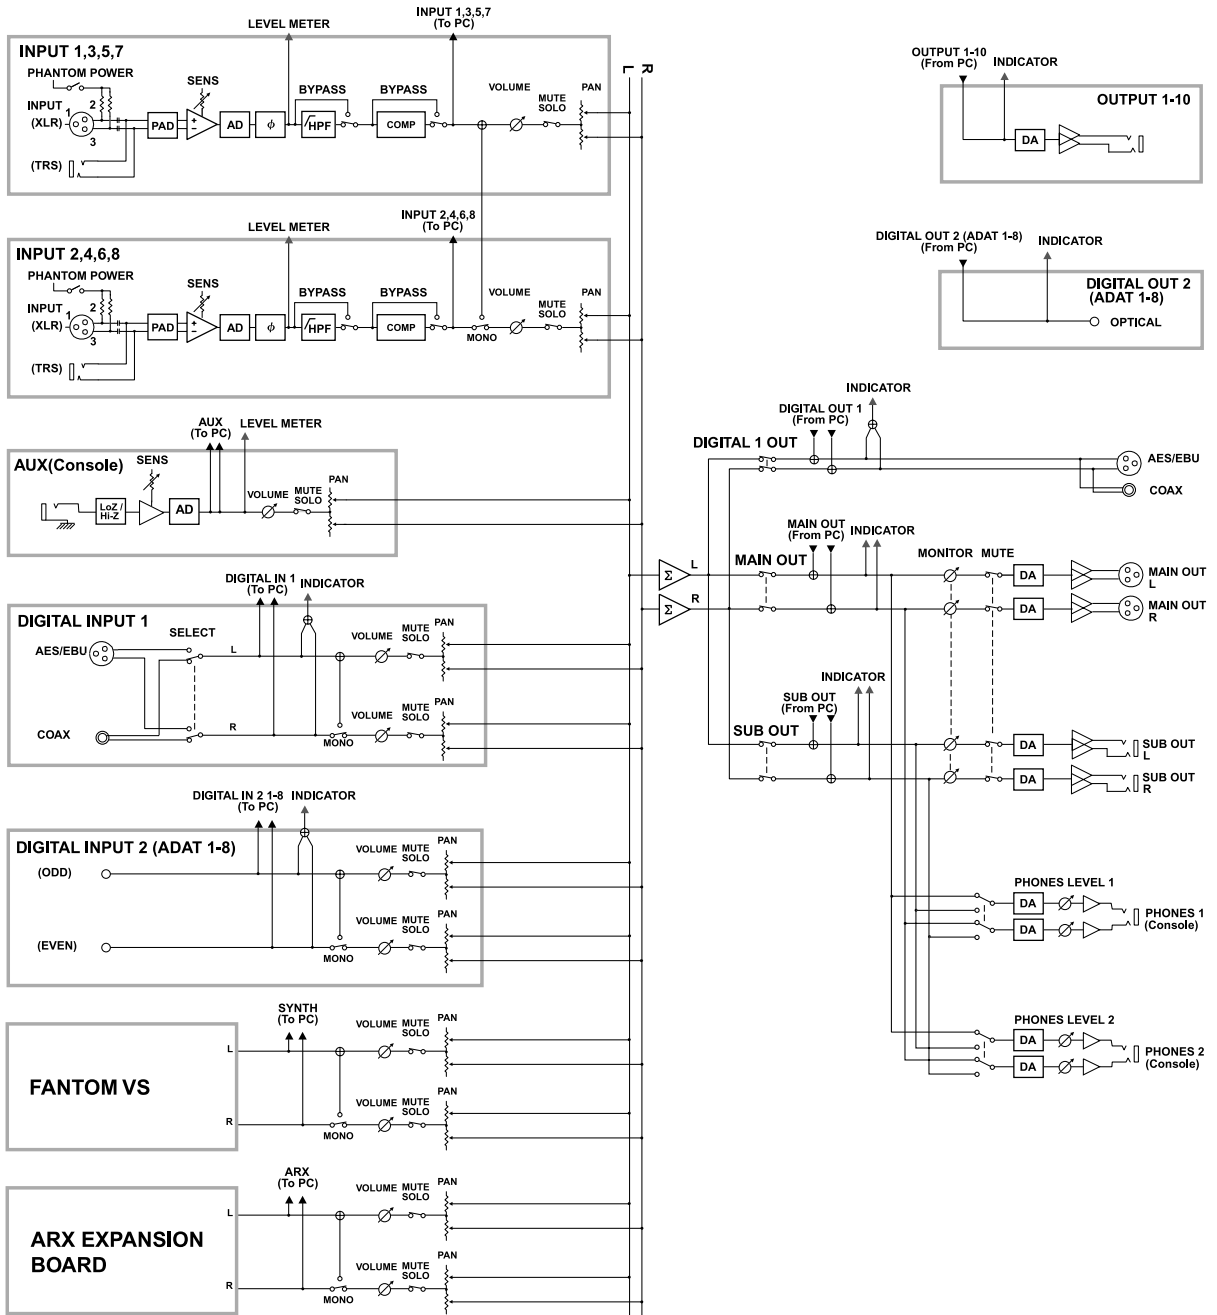 INPUT 1,3,5,7
(To PC)
LEVEL METER
INPUT 1,3,5,7
PHANTOM POWER
SENS
BYPASS
BYPASS
VOLUME
MUTE
SOLO
PAN
INPUT
(XLR)
1
2
3
PAD
+
−
AD
ϕ
HPF
COMP
(TRS)
L
R
INPUT 2,4,6,8
(To PC)
LEVEL METER
INPUT 2,4,6,8
PHANTOM POWER
SENS
BYPASS
BYPASS
VOLUME
MUTE
SOLO
PAN
INPUT
(XLR)
1
2
3
PAD
+
−
AD
ϕ
HPF
COMP
MONO
(TRS)
AUX
(To PC)
LEVEL METER
AUX(Console)
SENS
LoZ /
Hi-Z
AD
VOLUME
MUTE
SOLO
PAN
DIGITAL IN 1
(To PC)
INDICATOR
DIGITAL INPUT 1
SELECT
AES/EBU
L
VOLUME
MUTE
SOLO
PAN
COAX
R
MONO
VOLUME
MUTE
SOLO
PAN
DIGITAL IN 2 1-8
(To PC)
INDICATOR
DIGITAL INPUT 2 (ADAT 1-8)
(ODD)
VOLUME
MUTE
SOLO
PAN
(EVEN)
MONO
VOLUME
MUTE
SOLO
PAN
SYNTH
(To PC)
FANTOM VS
L
VOLUME
MUTE
SOLO
PAN
R
MONO
VOLUME
MUTE
SOLO
PAN
ARX
(To PC)
ARX EXPANSION
BOARD
L
VOLUME
MUTE
SOLO
PAN
R
MONO
VOLUME
MUTE
SOLO
PAN
OUTPUT 1-10
(From PC)
INDICATOR
OUTPUT 1-10
DA
DIGITAL OUT 2 (ADAT 1-8)
(From PC)
INDICATOR
DIGITAL OUT 2
(ADAT 1-8)
OPTICAL
INDICATOR
DIGITAL OUT 1
(From PC)
DIGITAL 1 OUT
AES/EBU
COAX
MAIN OUT
(From PC)
INDICATOR
MAIN OUT
MONITOR
MUTE
Σ
L
DA
MAIN OUT
L
Σ
R
DA
MAIN OUT
R
INDICATOR
SUB OUT
(From PC)
SUB OUT
DA
SUB OUT
L
DA
SUB OUT
R
PHONES LEVEL 1
DA
DA
PHONES 1
(Console)
PHONES LEVEL 2
DA
DA
PHONES 2
(Console)